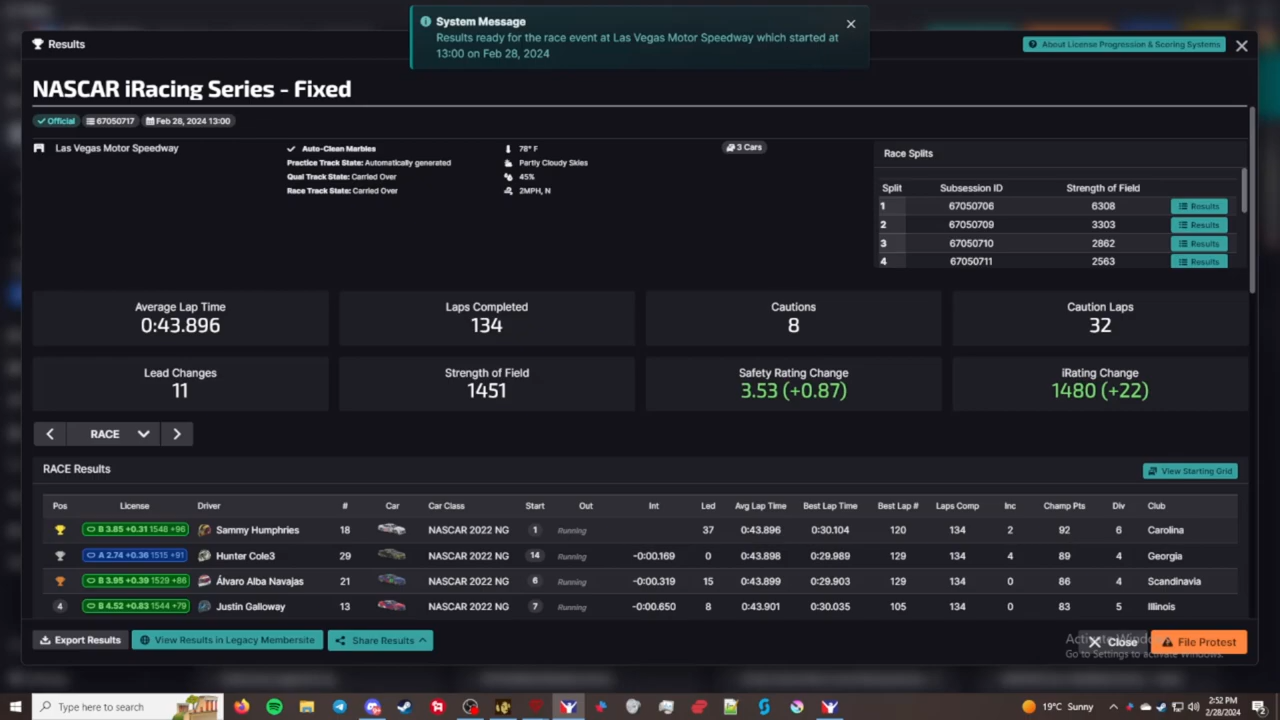 System Message
Results ready for the race event at Las Vegas Motor Speedway which started at
13:00 on Feb 28, 2024
Results
About License Progression & Scoring Systems
NASCAR iRacing Series - Fixed
Official 67050717 Feb 28, 2024 13:00
Las Vegas Motor Speedway
Auto-Clean Marbles
Practice Track State: Automatically generated
Qual Track State: Carried Over
Race Track State: Carried Over
78° F
Partly Cloudy Skies
45%
2MPH, N
3 Cars
Race Splits
Split Subsession ID Strength of Field
1 67050706 6308 Results
2 67050709 3303 Results
3 67050710 2862 Results
4 67050711 2563 Results
Average Lap Time
0:43.896
Laps Completed
134
Cautions
8
Caution Laps
32
Lead Changes
11
Strength of Field
1451
Safety Rating Change
3.53 (+0.87)
iRating Change
1480 (+22)
RACE
RACE Results
View Starting Grid
Pos License Driver # Car Car Class Start Out Int Led Avg Lap Time Best Lap Time Best Lap # Laps Comp Inc Champ Pts Div Club
B 3.85 +0.31 1548 +96 Sammy Humphries 18 NASCAR 2022 NG 1 Running 37 0:43.896 0:30.104 120 134 2 92 6 Carolina
A 2.74 +0.36 1515 +91 Hunter Cole3 29 NASCAR 2022 NG 14 Running -0:00.169 0 0:43.898 0:29.989 129 134 4 89 4 Georgia
B 3.95 +0.39 1529 +86 Álvaro Alba Navajas 21 NASCAR 2022 NG 6 Running -0:00.319 15 0:43.899 0:29.903 129 134 0 86 4 Scandinavia
4 B 4.52 +0.83 1544 +79 Justin Galloway 13 NASCAR 2022 NG 7 Running -0:00.650 8 0:43.901 0:30.035 105 134 0 83 5 Illinois
Export Results
View Results in Legacy Membersite
Share Results
Close
File Protest
Activate Windo
Go to Settings to activate Windows.
Type here to search
19°C Sunny
2:52 PM
2/28/2024
2